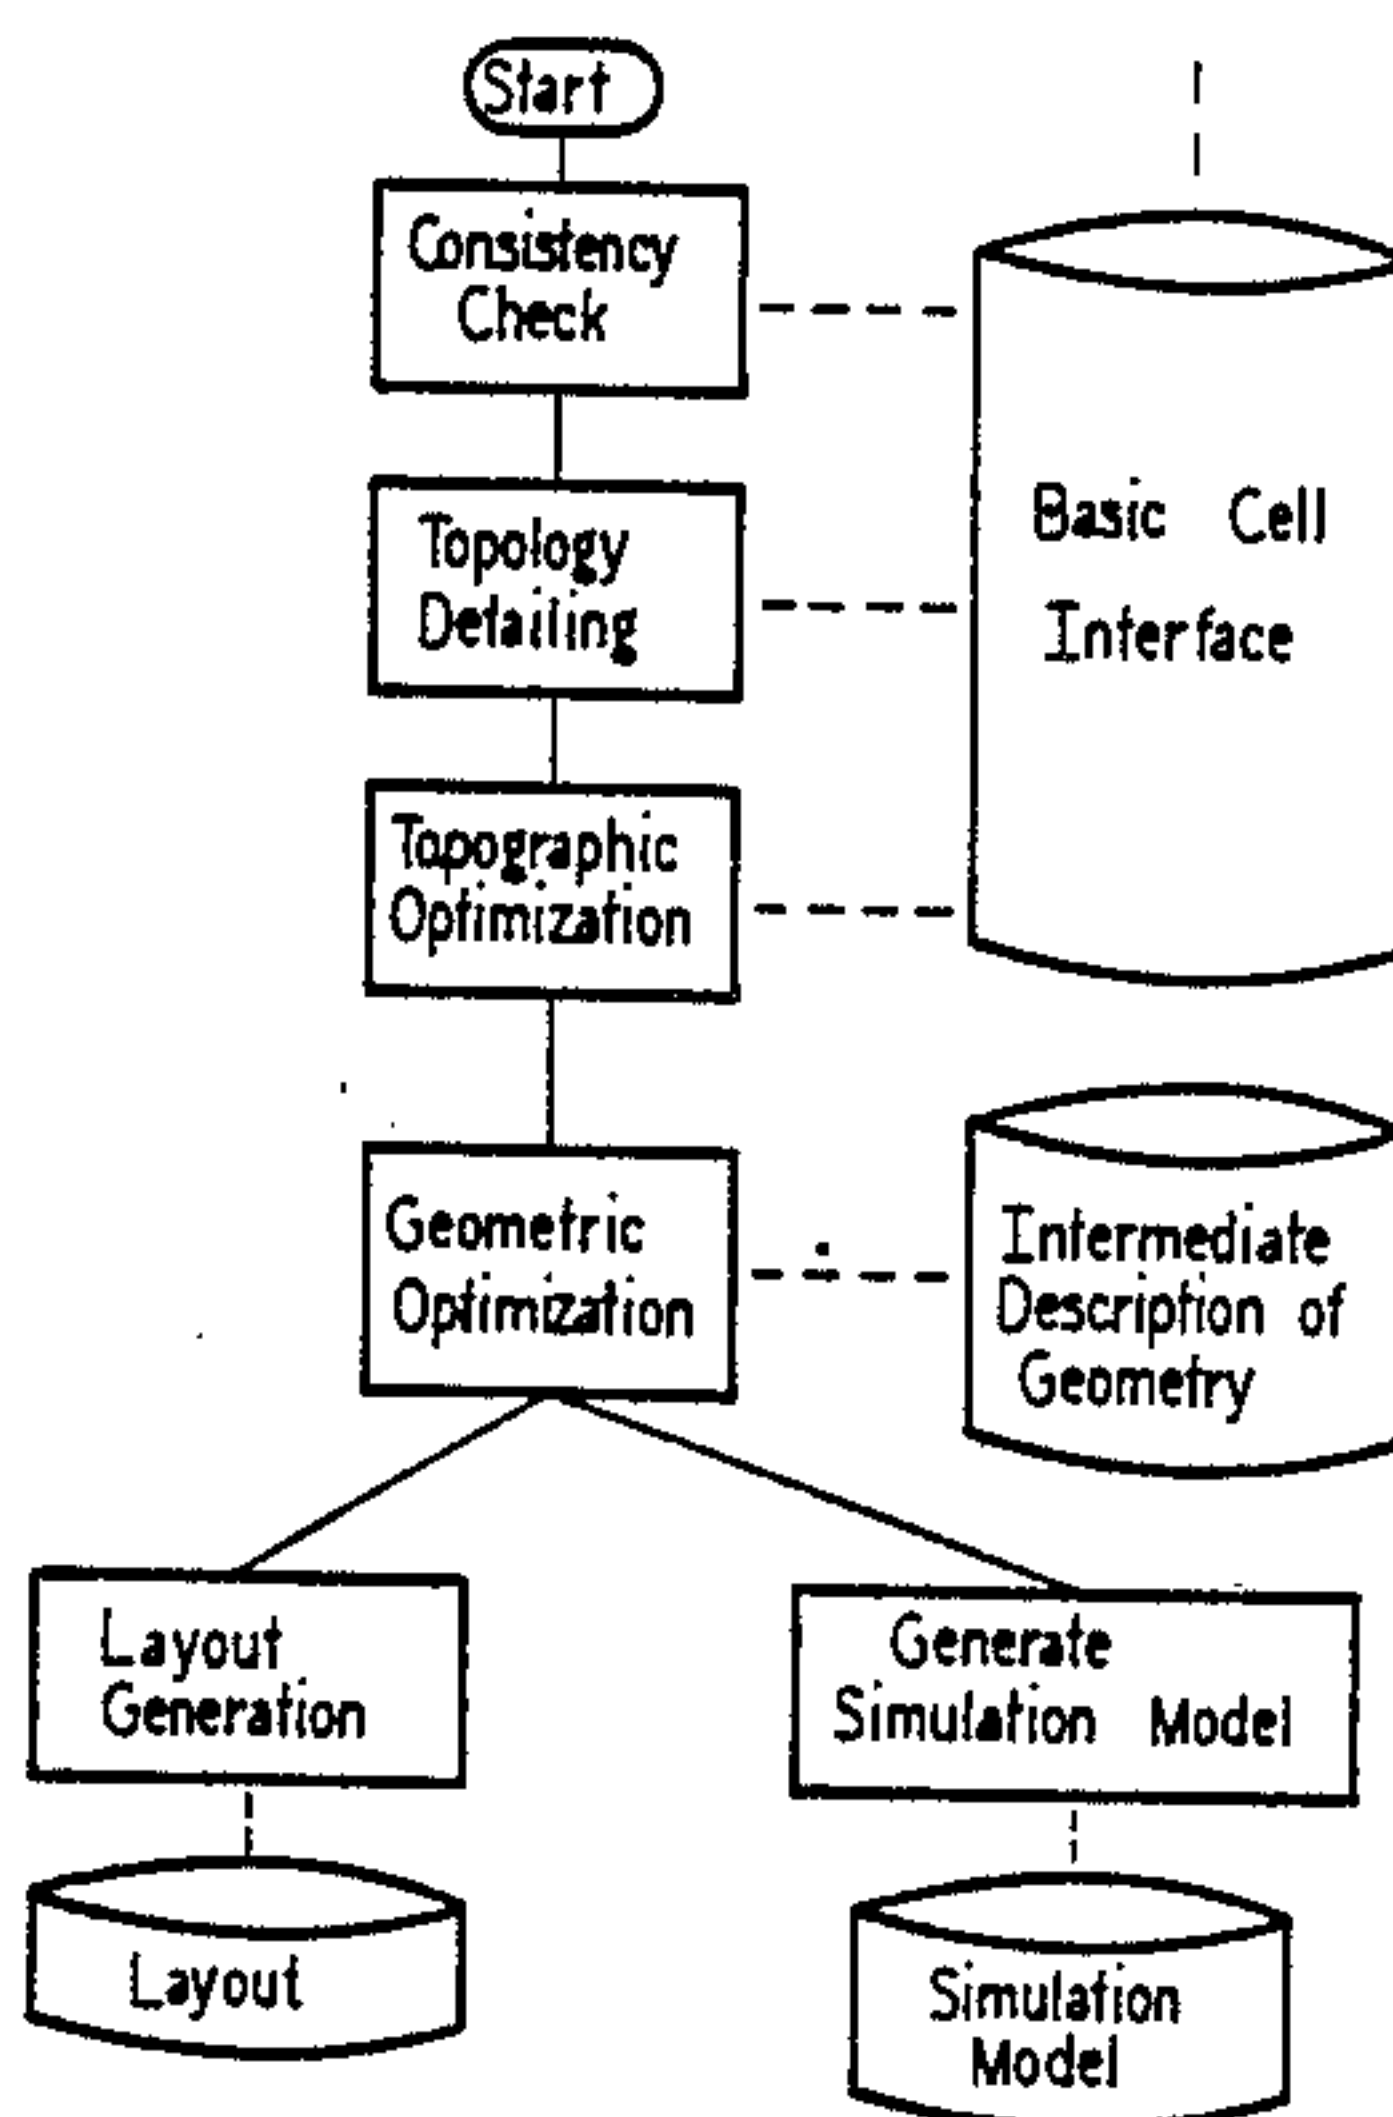 Start
Consistency
Check
Topology
Detailing
Basic Cell
Interface
Topographic
Optimization
Geometric
Optimization
Intermediate
Description of
Geometry
Layout
Generation
Generate
Simulation Model
Layout
Simulation
Model